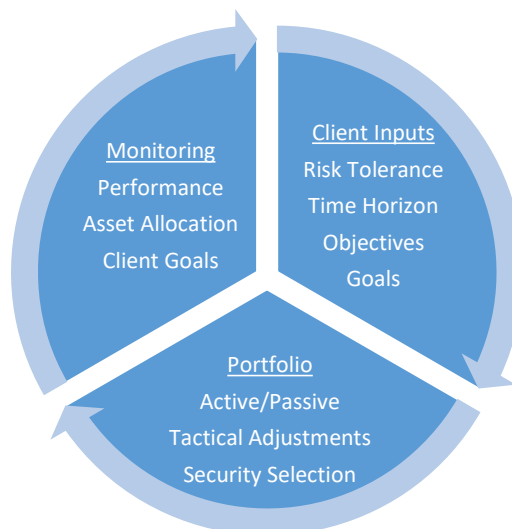 Monitoring
Performance
Asset Allocation
Client Goals
Client Inputs
Risk Tolerance
Time Horizon
Objectives
Goals
Portfolio
Active/Passive
Tactical Adjustments
Security Selection